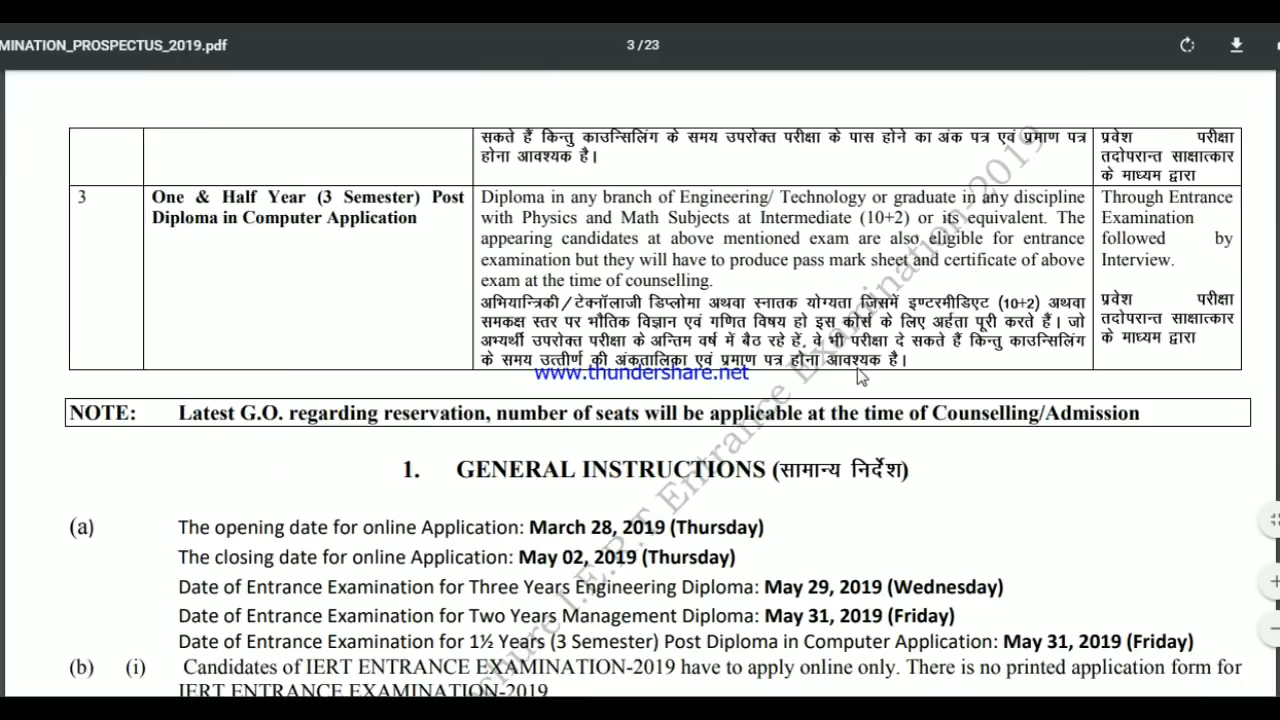 MINATION_PROSPECTUS_2019.pdf
3 / 23
सकते हैं किन्तु काउन्सिलिंग के समय उपरोक्त परीक्षा के पास होने का अंक पत्र एवं प्रमाण पत्र
होना आवश्यक है।
प्रवेश परीक्षा
तदोपरान्त साक्षात्कार
के माध्यम द्वारा
3
One & Half Year (3 Semester) Post
Diploma in Computer Application
Diploma in any branch of Engineering/ Technology or graduate in any discipline
with Physics and Math Subjects at Intermediate (10+2) or its equivalent. The
appearing candidates at above mentioned exam are also eligible for entrance
examination but they will have to produce pass mark sheet and certificate of above
exam at the time of counselling.
अभियान्त्रिकी/टेक्नॉलाजी डिप्लोमा अथवा स्नातक योग्यता जिसमें इण्टरमीडिएट (10+2) अथवा
समकक्ष स्तर पर भौतिक विज्ञान एवं गणित विषय हो इस कोर्स के लिए अर्हता पूरी करते हैं। जो
अभ्यर्थी उपरोक्त परीक्षा के अन्तिम वर्ष में बैठ रहे हें, वे भी परीक्षा दे सकते हैं किन्तु काउन्सिलिंग
के समय उत्तीर्ण की अंकतालिका एवं प्रमाण पत्र होना आवश्यक है।
Through Entrance
Examination
followed by
Interview.
प्रवेश परीक्षा
तदोपरान्त साक्षात्कार
के माध्यम द्वारा
www.thundershare.net
NOTE: Latest G.O. regarding reservation, number of seats will be applicable at the time of Counselling/Admission
1. GENERAL INSTRUCTIONS (सामान्य निर्देश)
(a) The opening date for online Application: March 28, 2019 (Thursday)
The closing date for online Application: May 02, 2019 (Thursday)
Date of Entrance Examination for Three Years Engineering Diploma: May 29, 2019 (Wednesday)
Date of Entrance Examination for Two Years Management Diploma: May 31, 2019 (Friday)
Date of Entrance Examination for 1½ Years (3 Semester) Post Diploma in Computer Application: May 31, 2019 (Friday)
(b) (i) Candidates of IERT ENTRANCE EXAMINATION-2019 have to apply online only. There is no printed application form for
IERT ENTRANCE EXAMINATION-2019
chure I.E.R.T Entrance Examination-2019